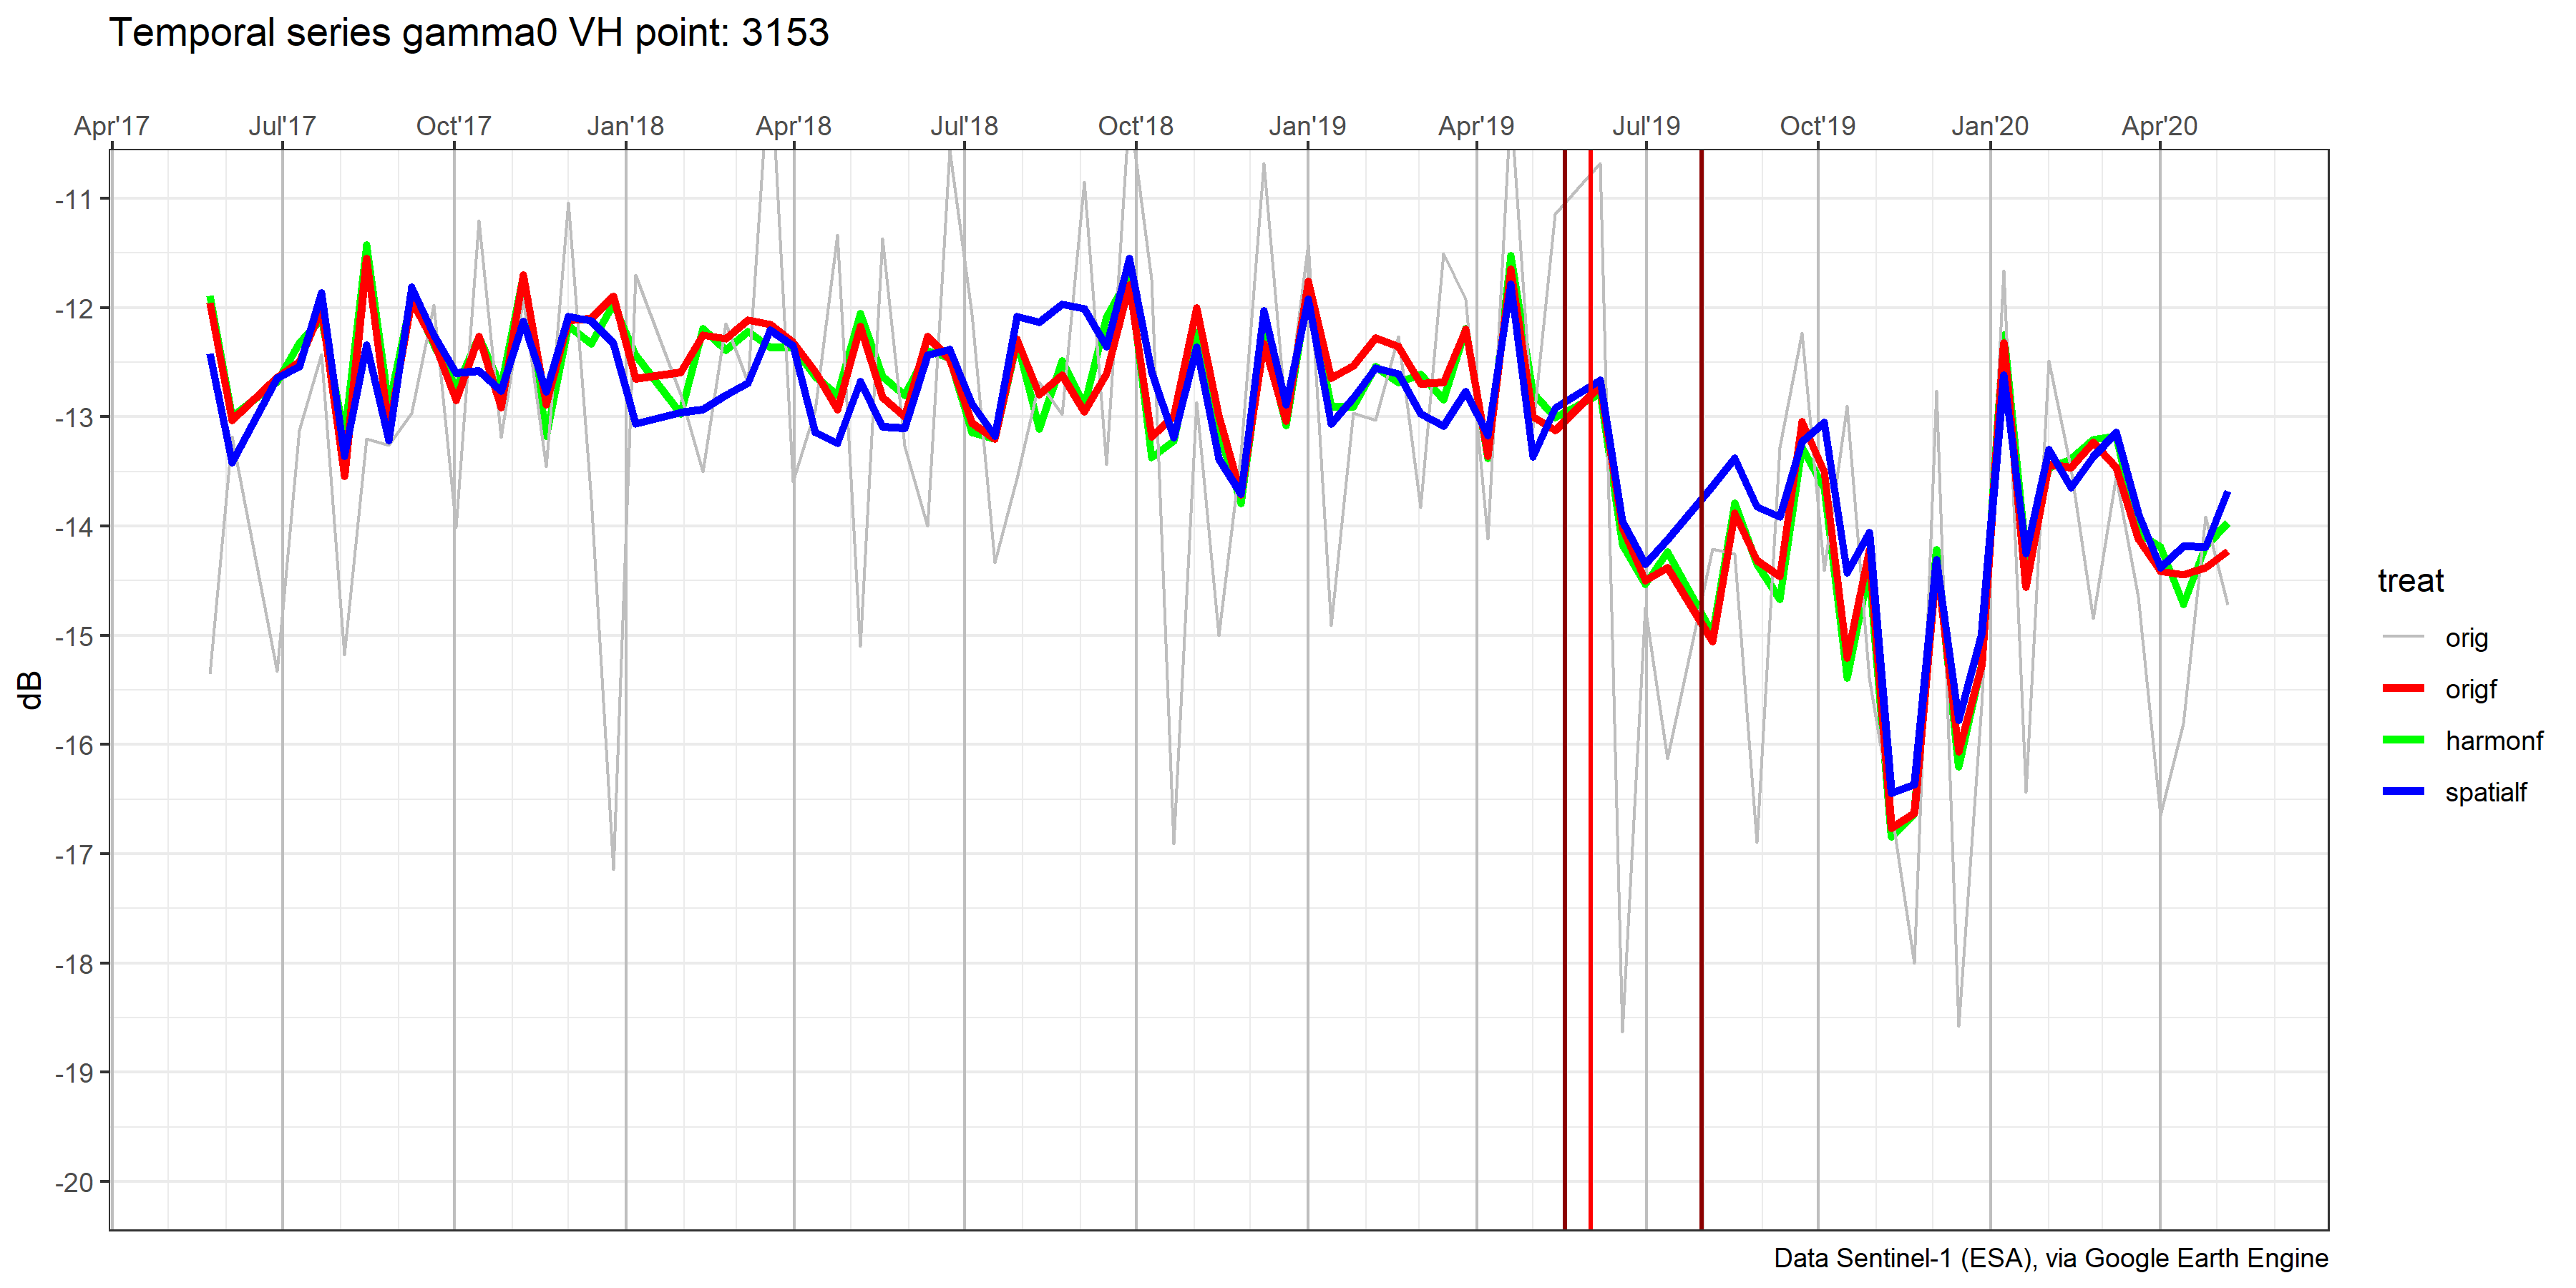 Temporal series gamma0 VH point: 3153
Apr'17 Jul'17 Oct'17 Jan'18 Apr'18 Jul'18 Oct'18 Jan'19 Apr'19 Jul'19 Oct'19 Jan'20 Apr'20
-11
-12
-13
-14
-15
-16
-17
-18
-19
-20
dB
treat
orig
origf
harmonf
spatialf
Data Sentinel-1 (ESA), via Google Earth Engine